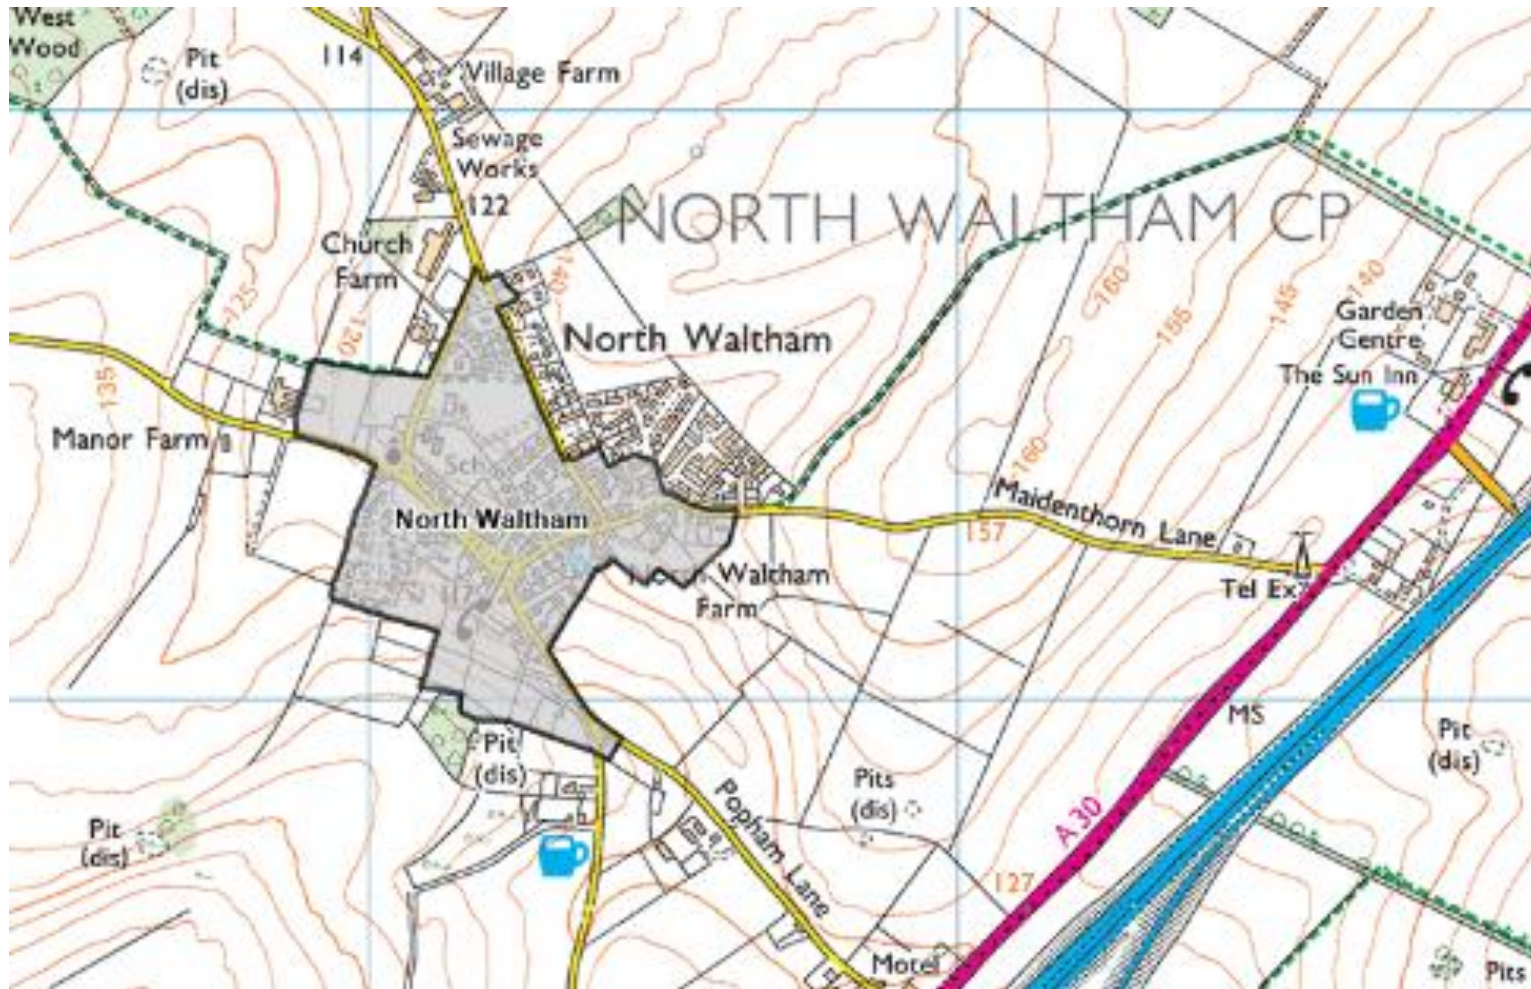 West
Wood
Pit
(dis)
114
Village Farm
Sewage
Works
122
NORTH WALTHAM CP
Church
Farm
140
125
120
160
155
145
140
Garden
Centre
North Waltham
The Sun Inn
135
Manor Farm
Sch
160
Maidenthorn Lane
North Waltham
157
North Waltham
Farm
Tel Ex
117
MS
Pit
(dis)
Pit
(dis)
Pits
(dis)
A 30
Pit
(dis)
Popham Lane
127
Motel
Pits